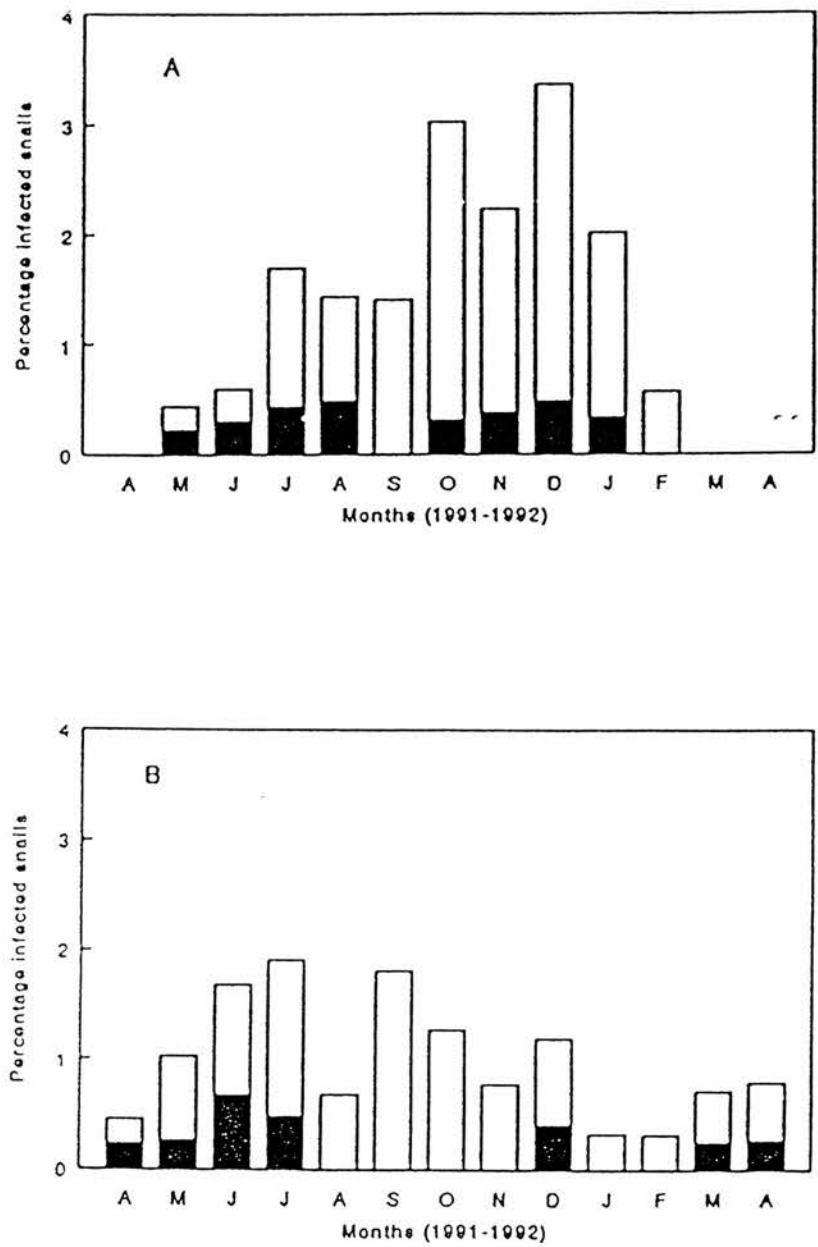 A
Percentage infected snails
4
3
2
1
0
A M J J A S O N D J F M A
Months (1991-1992)
B
Percentage infected snails
4
3
2
1
0
A M J J A S O N D J F M A
Months (1991-1992)